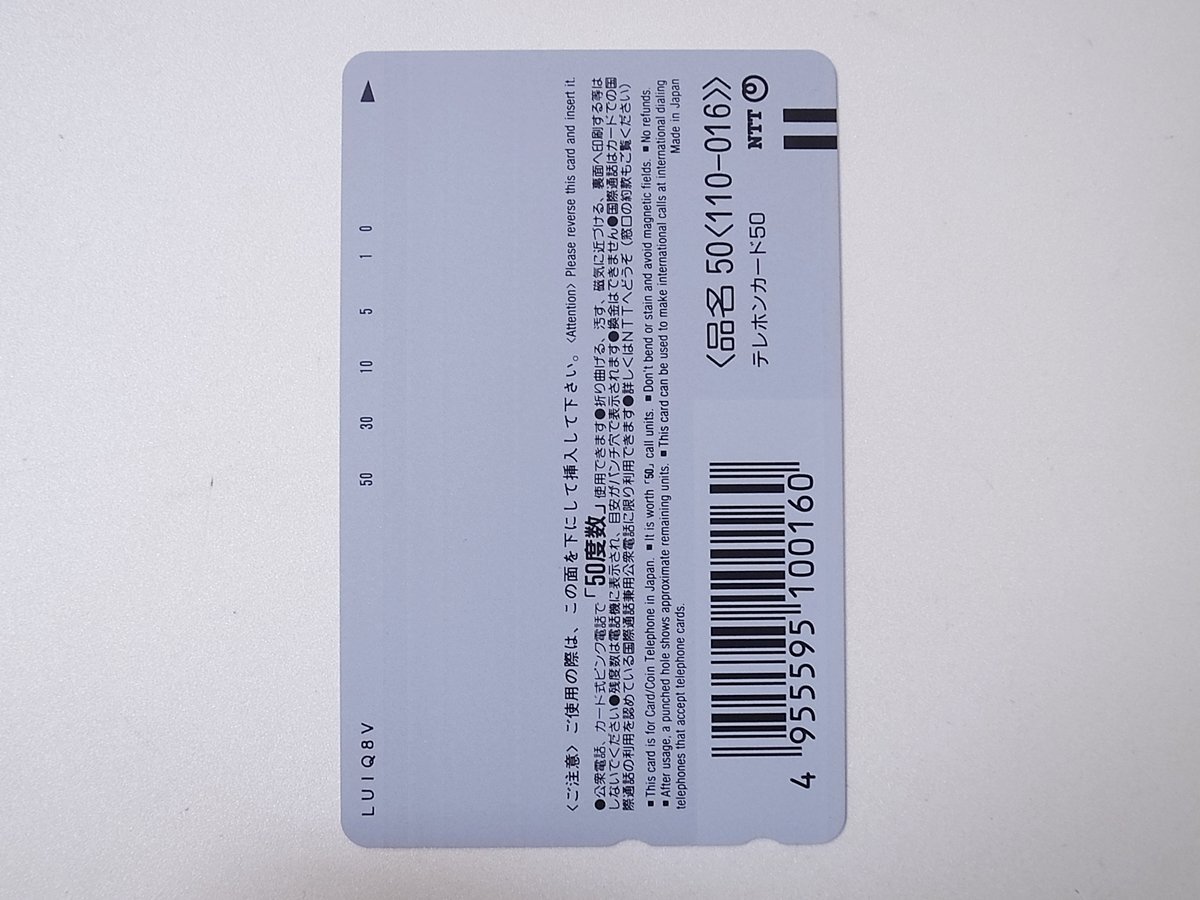 LUIQ8V 50 30 10 5 1 0
〈ご注意〉ご使用の際は、この面を下にして挿入して下さい。〈Attention〉Please reverse this card and insert it.
●公衆電話、カード式ピンク電話で「50度数」使用できます●折り曲げる、汚す、磁気に近づける、裏面へ印刷する等は
しないでください●残度数は電話機に表示され、目安がパンチ穴で表示されます●換金はできません●国際通話はカードでの国
際通話の利用を認めている国際通話兼用公衆電話に限り利用できます●詳しくはNTTへどうぞ（窓口の約款もご覧ください）
■This card is for Card/Coin Telephone in Japan. ■It is worth「50」call units. ■Don't bend or stain and avoid magnetic fields. ■No refunds.
■After usage, a punched hole shows approximate remaining units. ■This card can be used to make international calls at international dialing
telephones that accept telephone cards. Made in Japan
〈品名 50〈110-016〉〉
テレホンカード50 NTT
4 955595 100160